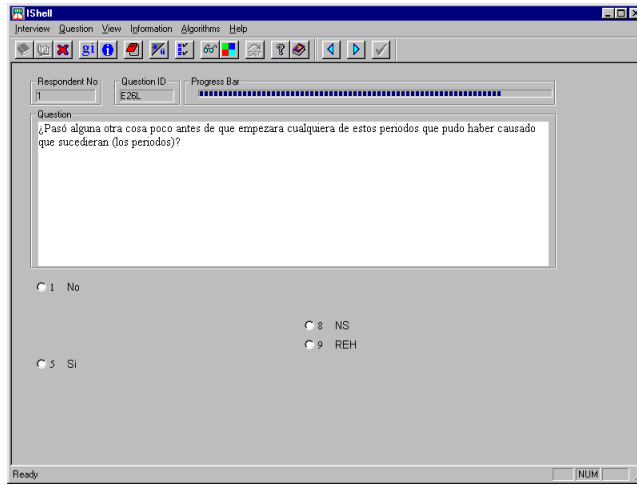 IShell
Interview Question View Information Algorithms Help
gi
Respondent No
Question ID
Progress Bar
1
E26L
Question
¿Pasó alguna otra cosa poco antes de que empezara cualquiera de estos periodos que pudo haber causado
que sucedieran (los periodos)?
1 No
8 NS
9 REH
5 Si
Ready
NUM